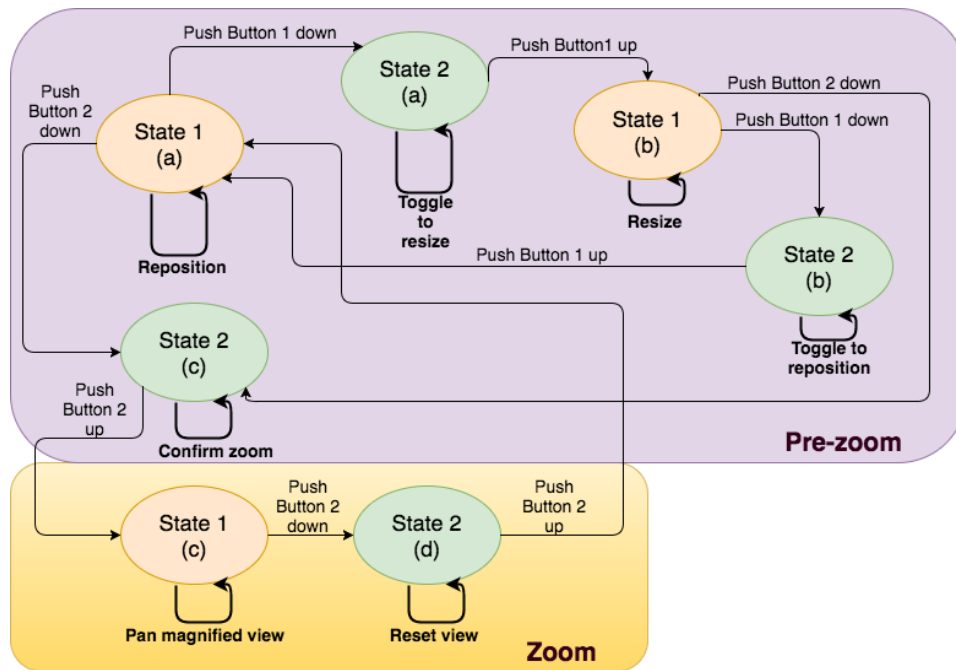 Push Button 1 down
State 2
(a)
Push Button1 up
Push
Button 2
down
State 1
(a)
State 1
(b)
Push Button 2 down
Push Button 1 down
Toggle
to
resize
Resize
Reposition
Push Button 1 up
State 2
(b)
Toggle to
reposition
State 2
(c)
Push
Button 2
up
Confirm zoom
Pre-zoom
State 1
(c)
Push
Button 2
down
State 2
(d)
Push
Button 2
up
Pan magnified view
Reset view
Zoom